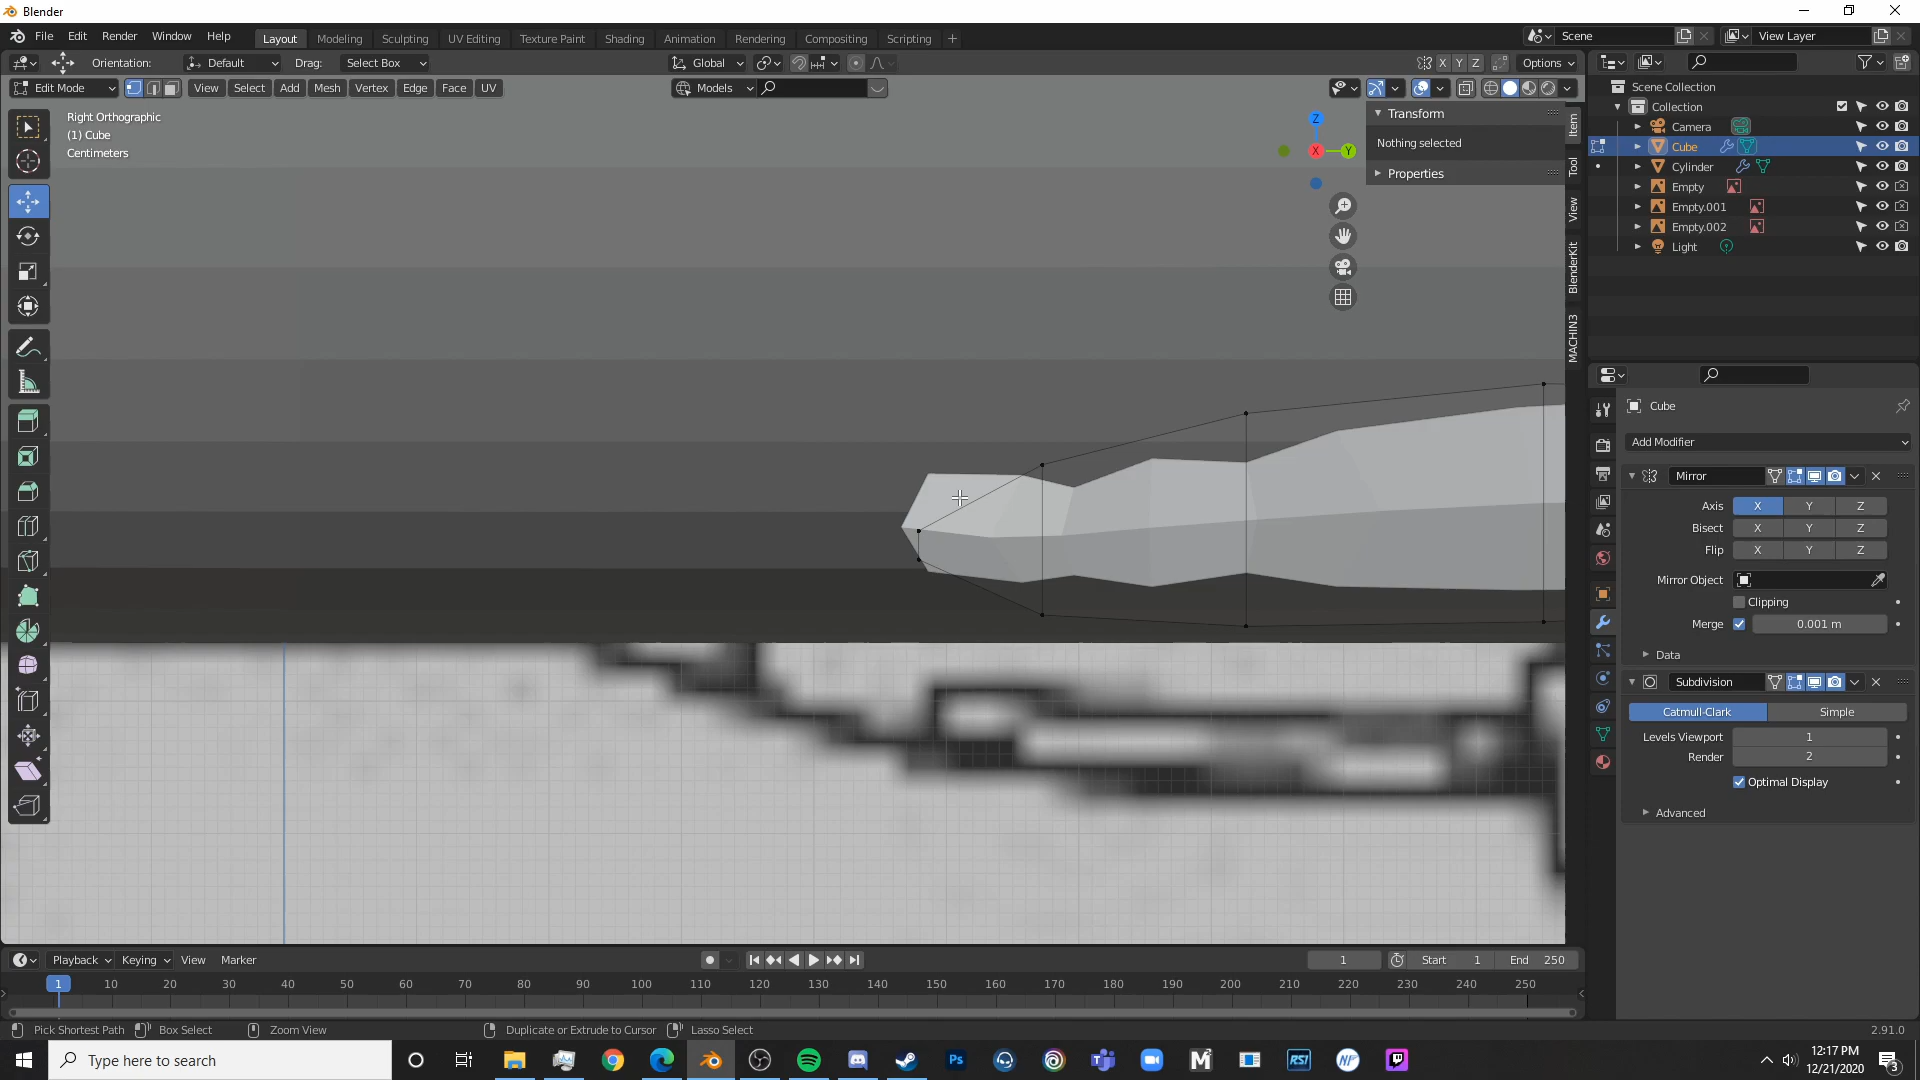 Blender
File Edit Render Window Help
Layout Modeling Sculpting UV Editing Texture Paint Shading Animation Rendering Compositing Scripting +
Scene
View Layer
Orientation: Default Drag: Select Box
Global
X Y Z
Options
Edit Mode
View Select Add Mesh Vertex Edge Face UV
Models
Right Orthographic
(1) Cube
Centimeters
Z
X
Y
Transform
Nothing selected
Properties
Item
Tool
View
BlenderKit
MACHIN3
Scene Collection
Collection
Camera
Cube
Cylinder
Empty
Empty.001
Empty.002
Light
Cube
Add Modifier
Mirror
Axis X Y Z
Bisect X Y Z
Flip X Y Z
Mirror Object
Clipping
Merge 0.001 m
Data
Subdivision
Catmull-Clark Simple
Levels Viewport 1
Render 2
Optimal Display
Advanced
Playback Keying View Marker
1
Start 1
End 250
1 10 20 30 40 50 60 70 80 90 100 110 120 130 140 150 160 170 180 190 200 210 220 230 240 250
Pick Shortest Path Box Select Zoom View Duplicate or Extrude to Cursor Lasso Select
2.91.0
Type here to search
Ps
RSI
NF
12:17 PM
12/21/2020
3